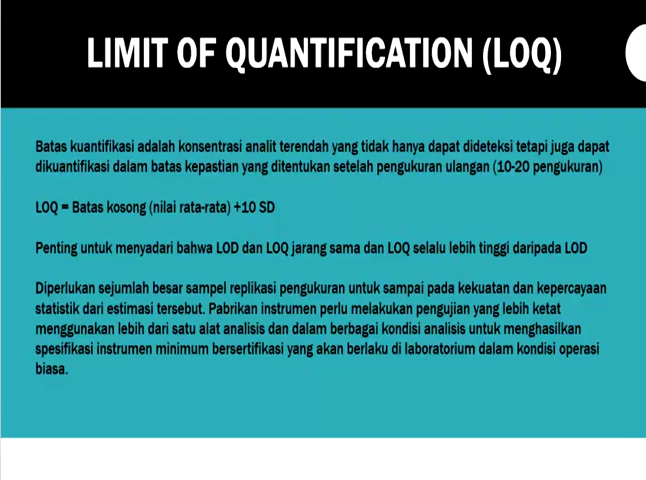 LIMIT OF QUANTIFICATION (LOQ)
Batas kuantifikasi adalah konsentrasi analit terendah yang tidak hanya dapat dideteksi tetapi juga dapat
dikuantifikasi dalam batas kepastian yang ditentukan setelah pengukuran ulangan (10-20 pengukuran)
LOQ = Batas kosong (nilai rata-rata) +10 SD
Penting untuk menyadari bahwa LOD dan LOQ jarang sama dan LOQ selalu lebih tinggi daripada LOD
Diperlukan sejumlah besar sampel replikasi pengukuran untuk sampai pada kekuatan dan kepercayaan
statistik dari estimasi tersebut. Pabrikan instrumen perlu melakukan pengujian yang lebih ketat
menggunakan lebih dari satu alat analisis dan dalam berbagai kondisi analisis untuk menghasilkan
spesifikasi instrumen minimum bersertifikasi yang akan berlaku di laboratorium dalam kondisi operasi
biasa.